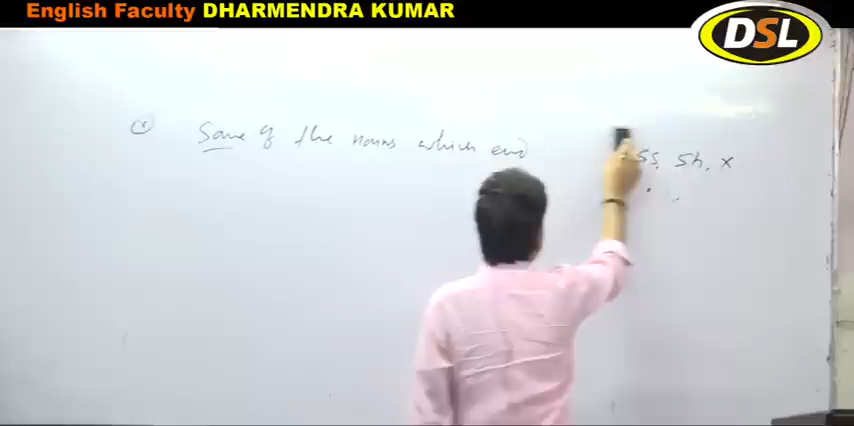 English Faculty DHARMENDRA KUMAR
DSL
Some of the nouns which end ss, sh, x